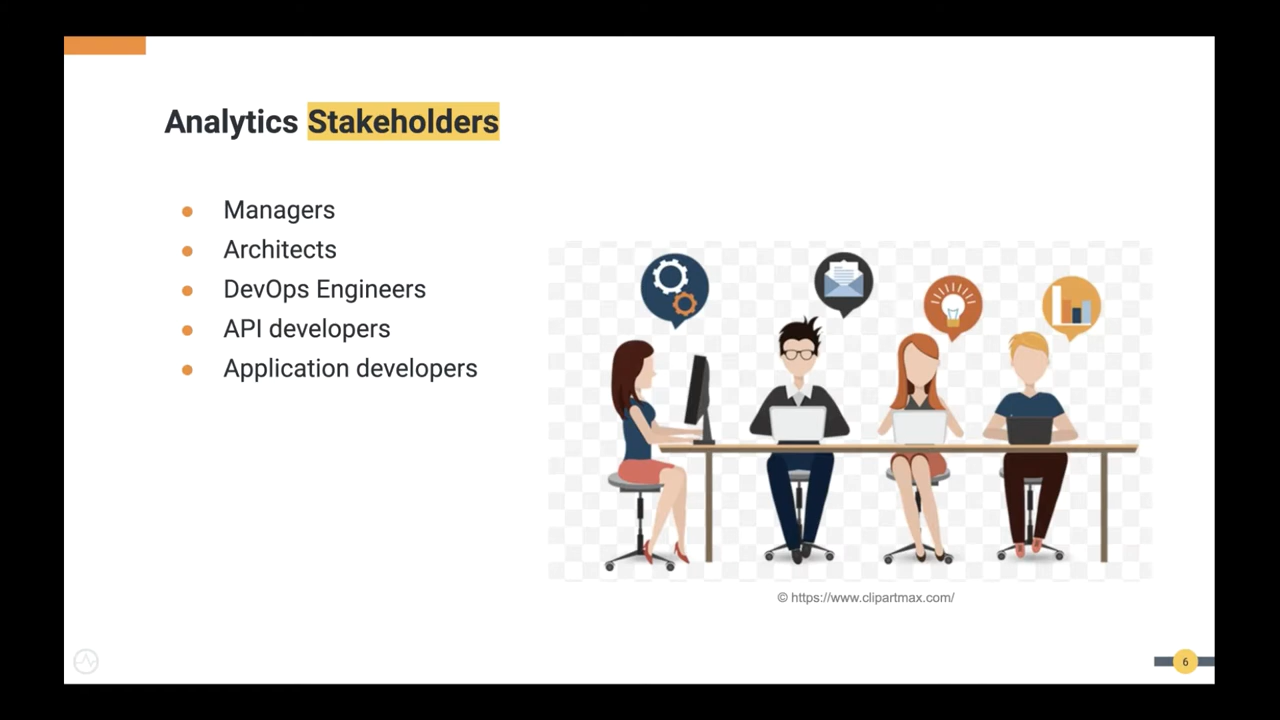 Analytics Stakeholders
● Managers
● Architects
● DevOps Engineers
● API developers
● Application developers
© https://www.clipartmax.com/
6